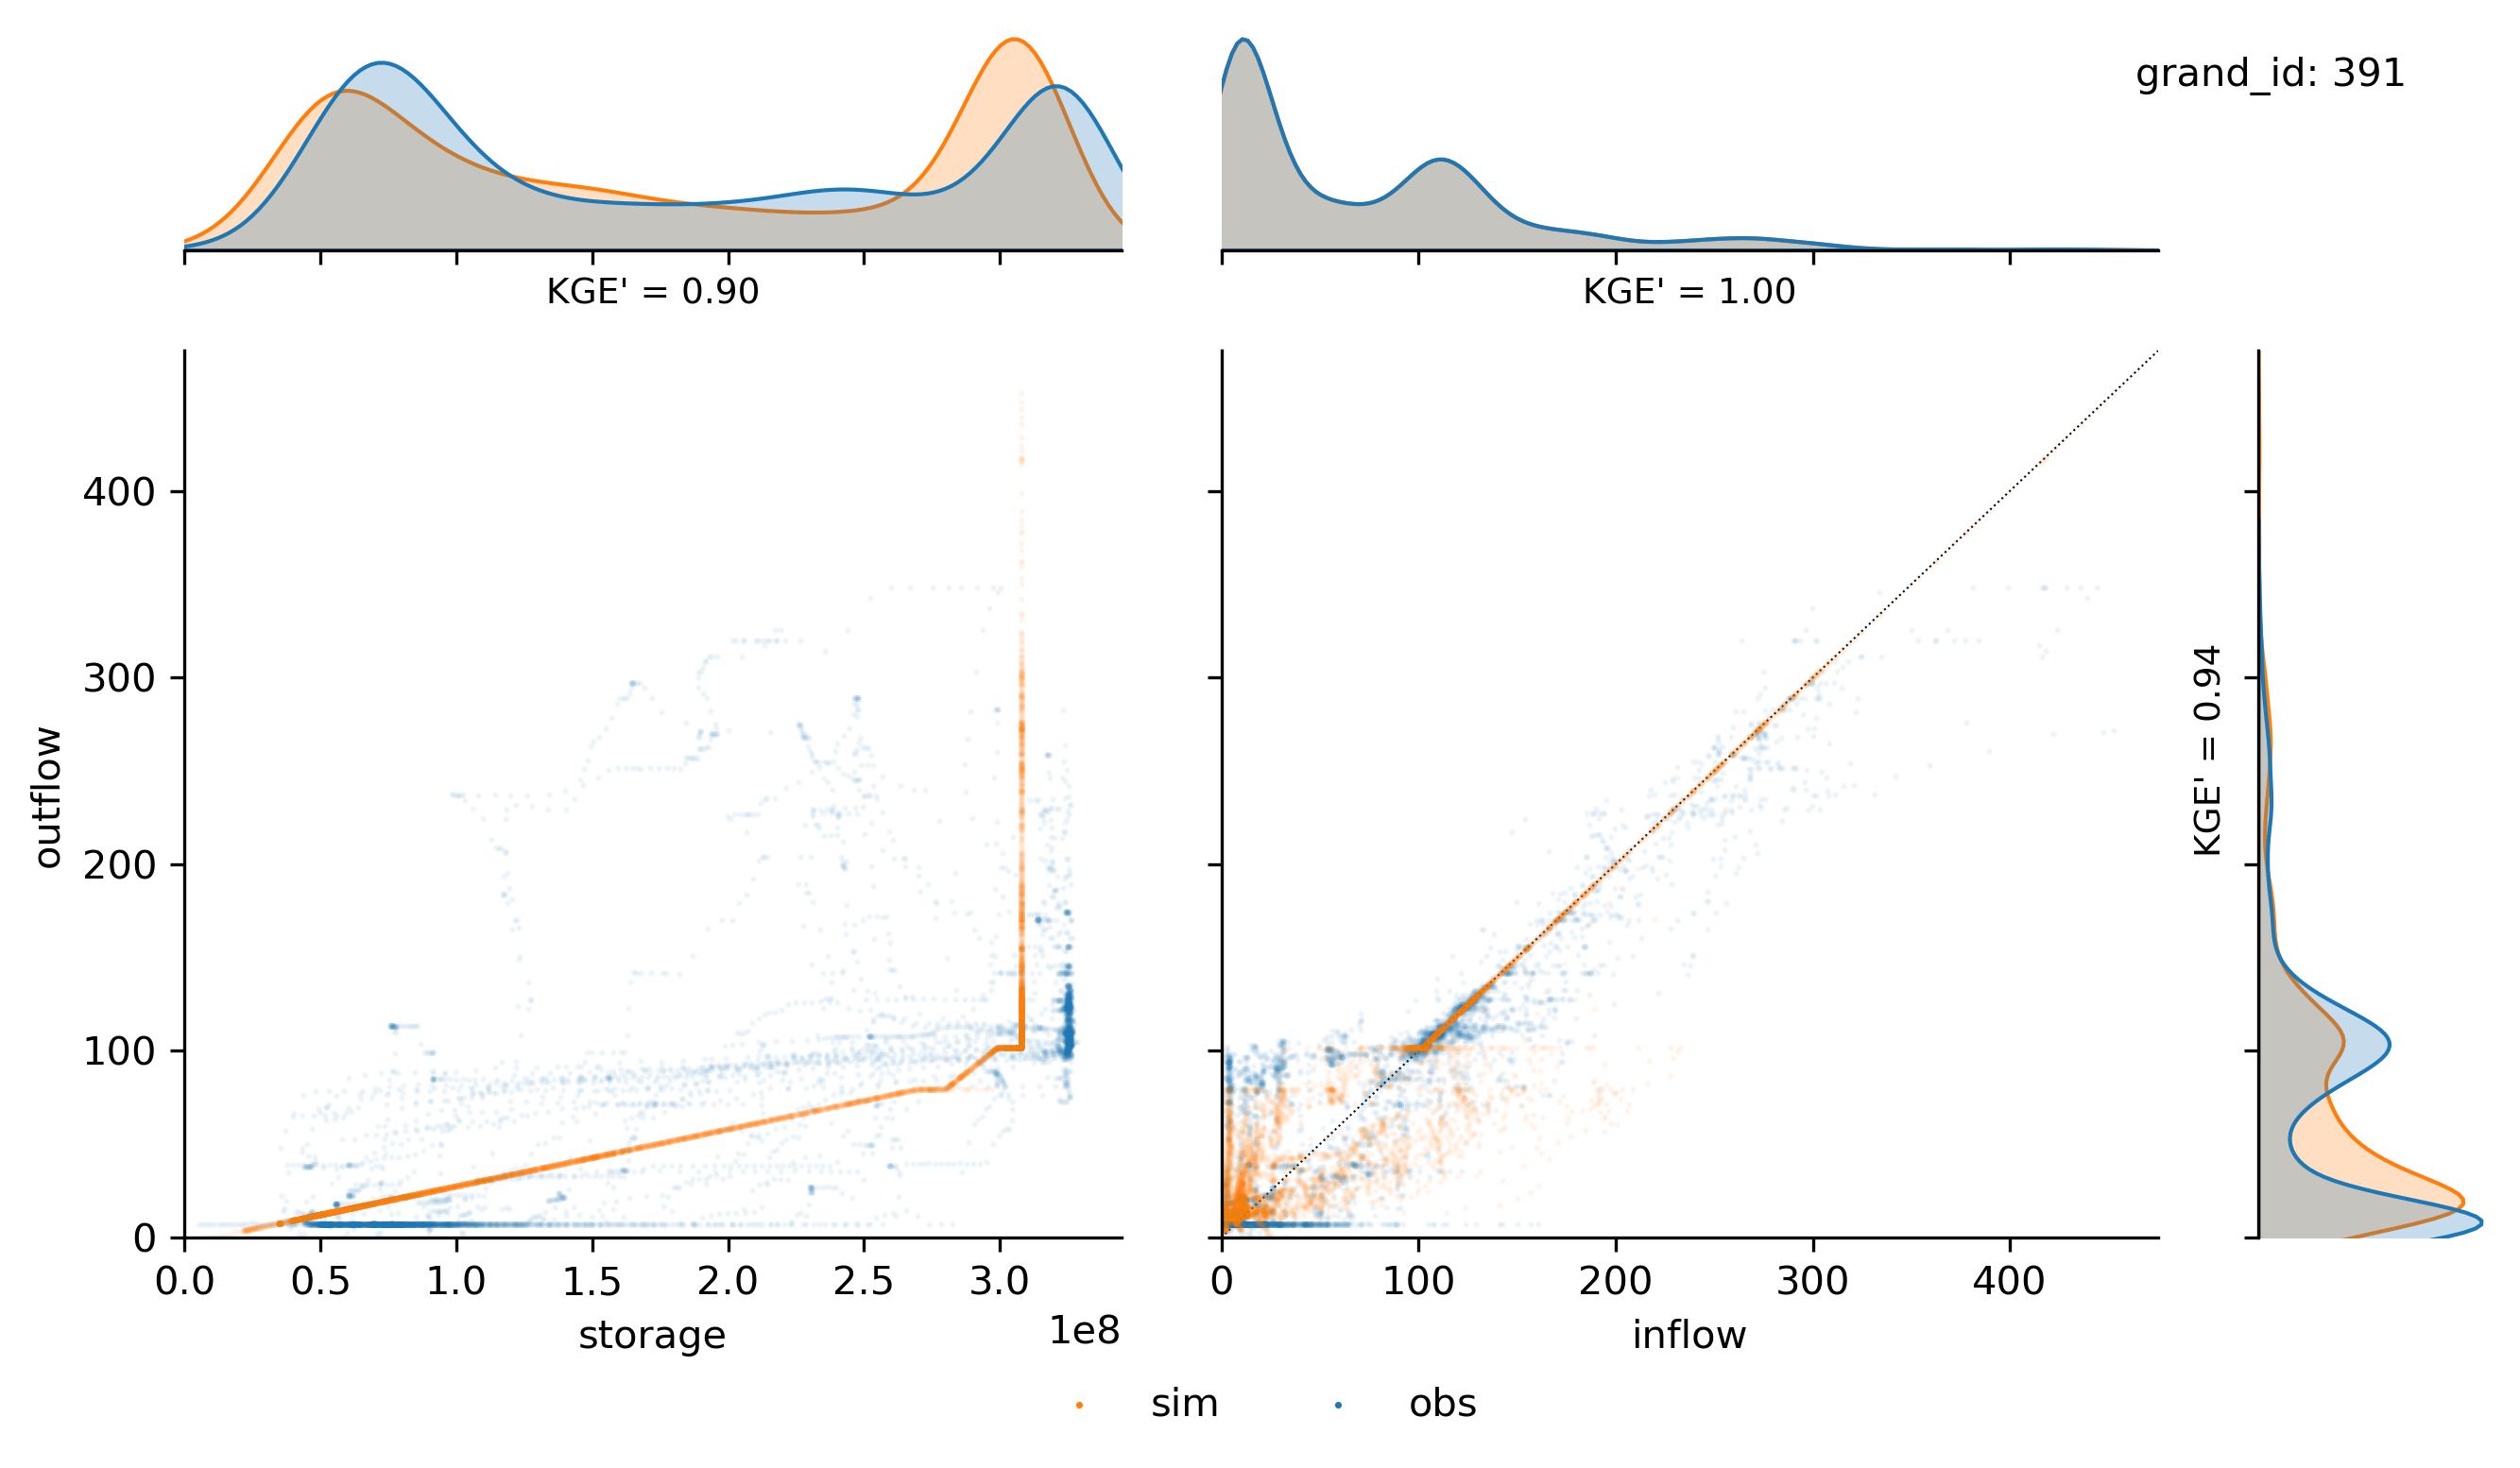 grand_id: 391
KGE' = 0.90
KGE' = 1.00
outflow
400
300
200
100
0
0.0 0.5 1.0 1.5 2.0 2.5 3.0
1e8
storage
0 100 200 300 400
inflow
KGE' = 0.94
sim obs